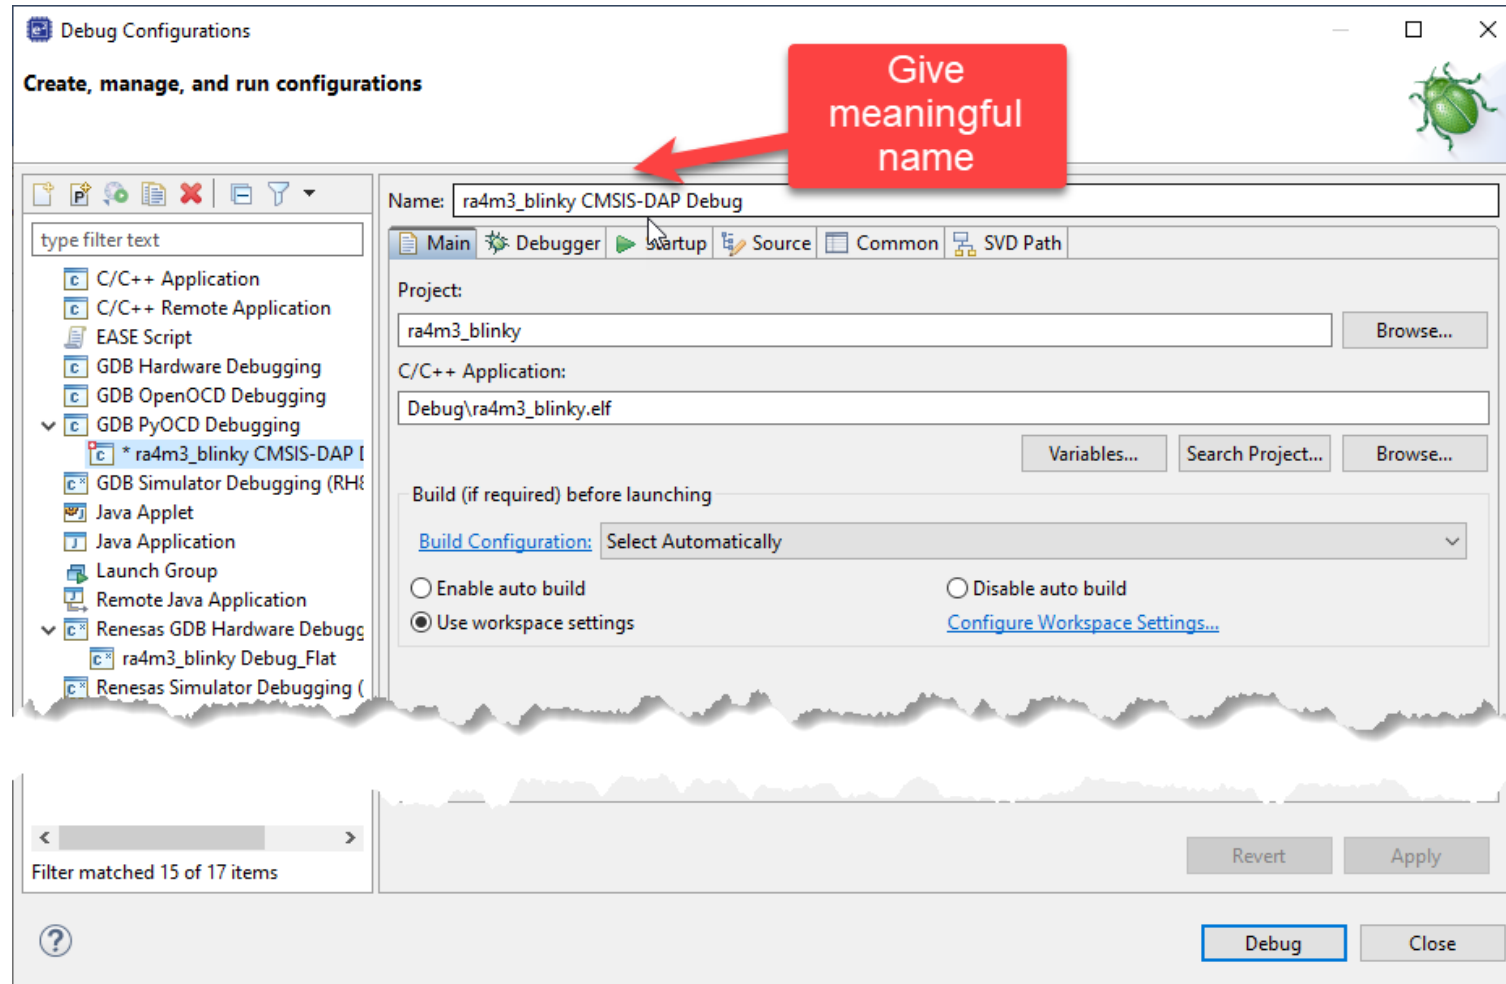 Debug Configurations
Create, manage, and run configurations
Give
meaningful
name
type filter text
C/C++ Application
C/C++ Remote Application
EASE Script
GDB Hardware Debugging
GDB OpenOCD Debugging
GDB PyOCD Debugging
* ra4m3_blinky CMSIS-DAP
GDB Simulator Debugging (RH8
Java Applet
Java Application
Launch Group
Remote Java Application
Renesas GDB Hardware Debugg
ra4m3_blinky Debug_Flat
Renesas Simulator Debugging (
Filter matched 15 of 17 items
Name: ra4m3_blinky CMSIS-DAP Debug
Main Debugger Startup Source Common SVD Path
Project:
ra4m3_blinky Browse...
C/C++ Application:
Debug\ra4m3_blinky.elf
Variables... Search Project... Browse...
Build (if required) before launching
Build Configuration: Select Automatically
Enable auto build Disable auto build
Use workspace settings Configure Workspace Settings...
Revert Apply
Debug Close